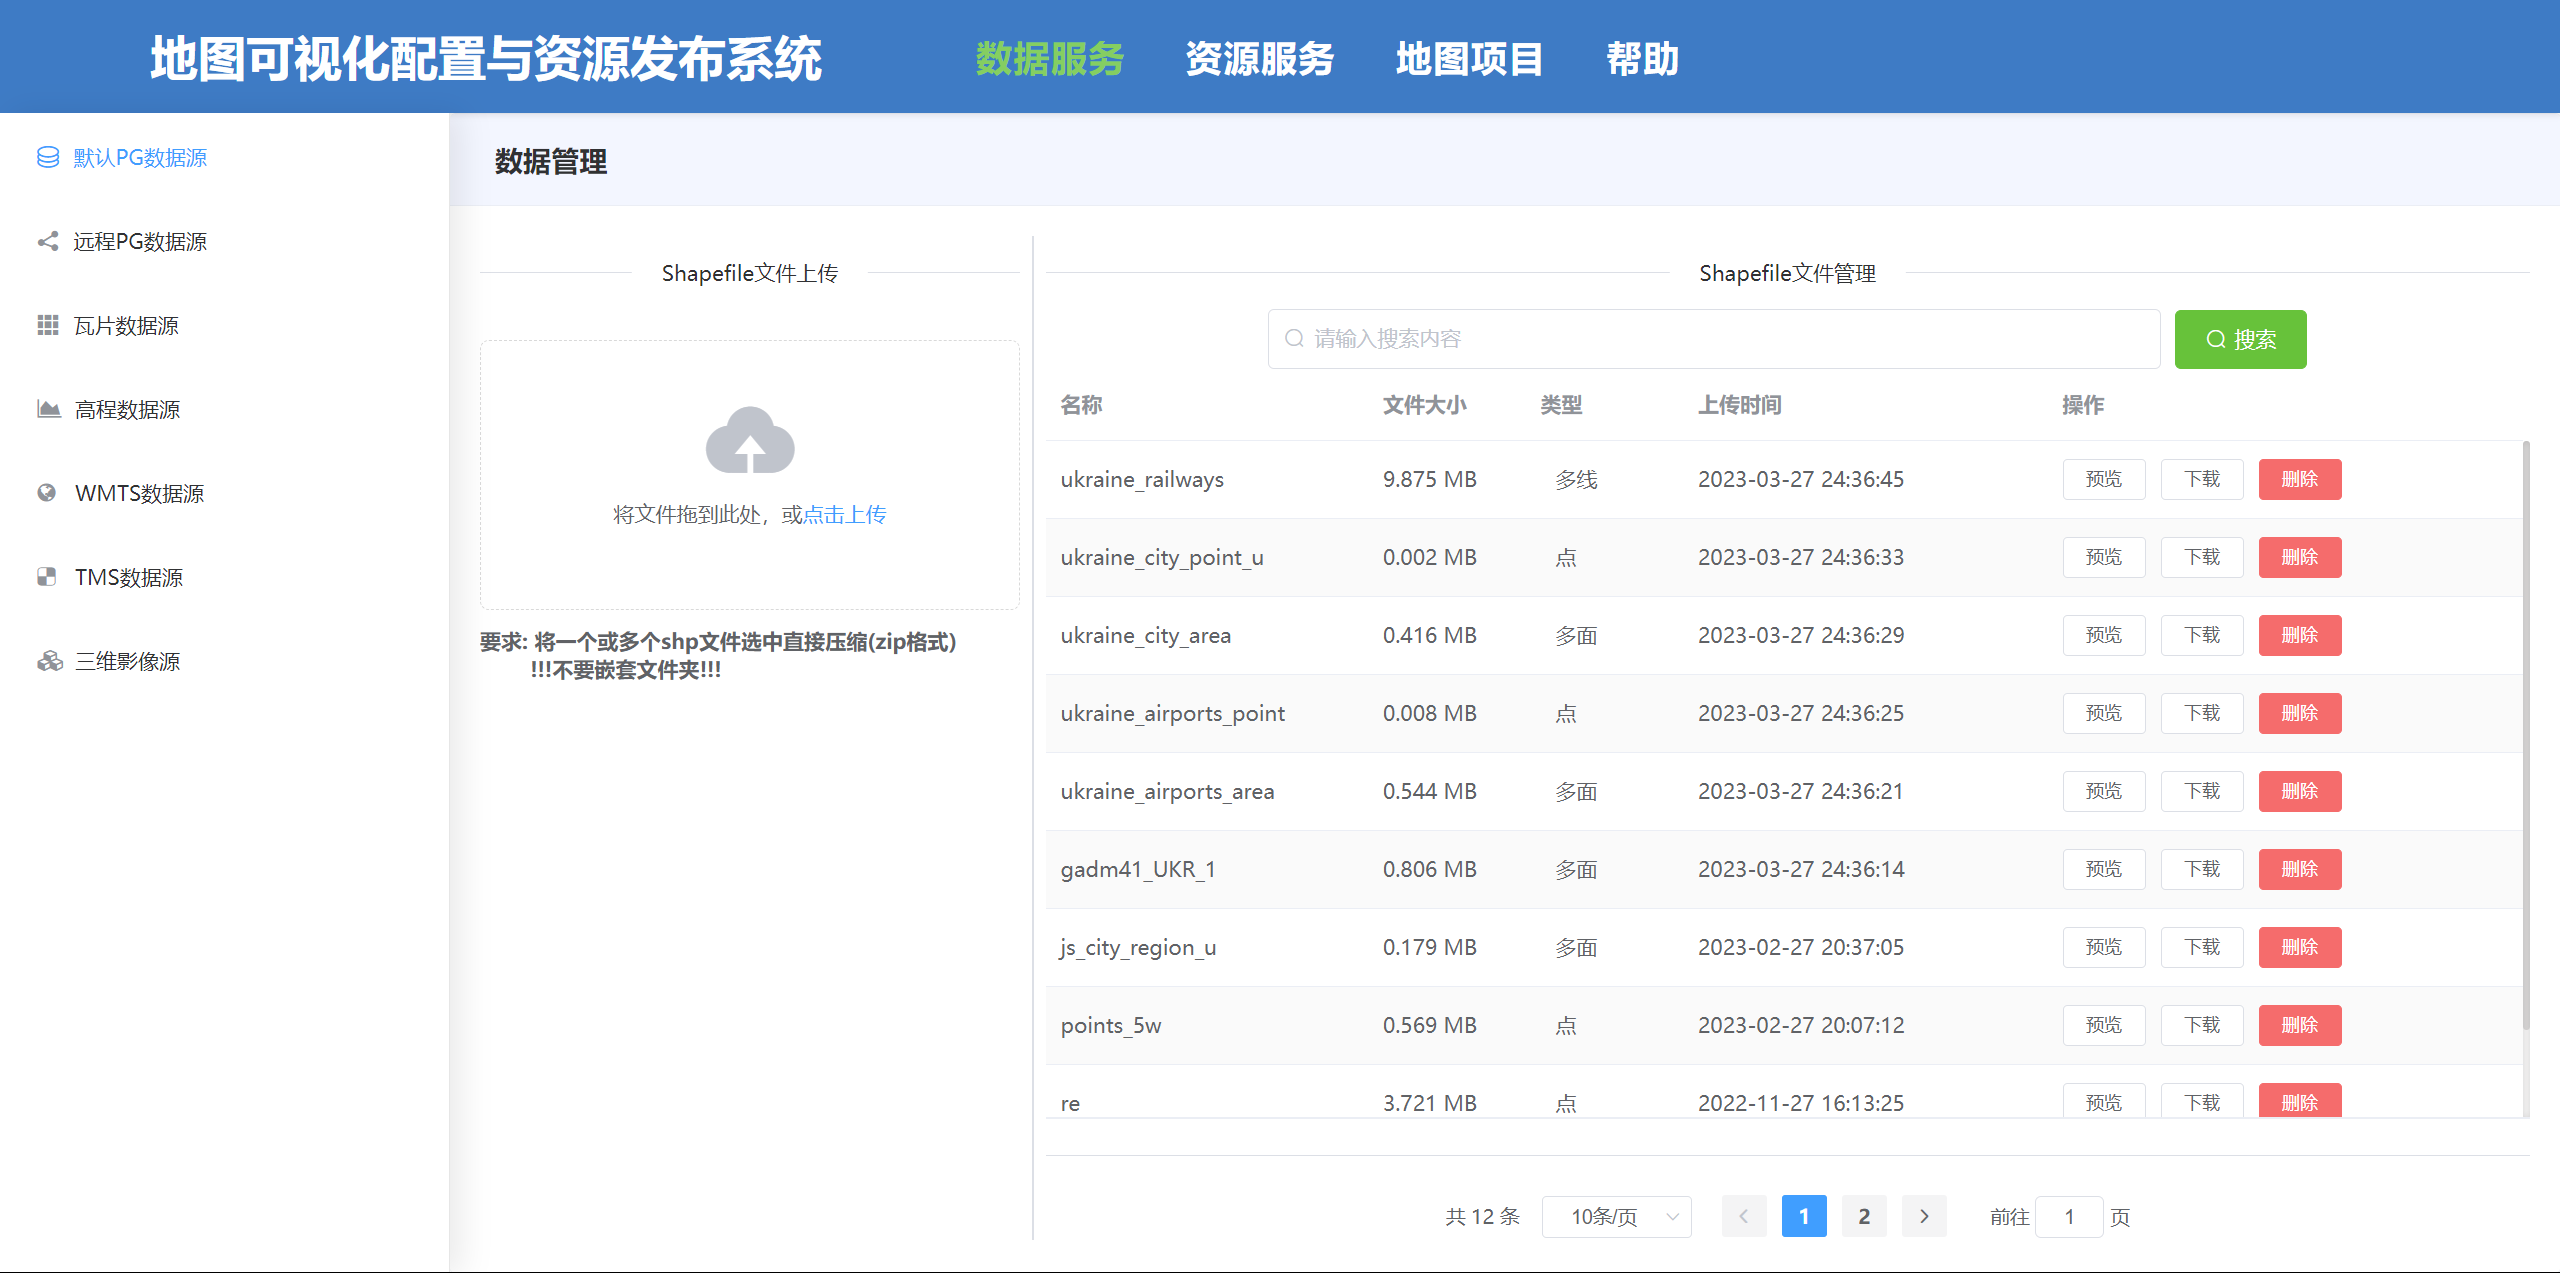 地图可视化配置与资源发布系统 数据服务 资源服务 地图项目 帮助
默认PG数据源
远程PG数据源
瓦片数据源
高程数据源
WMTS数据源
TMS数据源
三维影像源
数据管理
Shapefile文件上传
将文件拖到此处，或点击上传
要求: 将一个或多个shp文件选中直接压缩(zip格式)
!!!不要嵌套文件夹!!!
Shapefile文件管理
请输入搜索内容 搜索
名称 文件大小 类型 上传时间 操作
ukraine_railways 9.875 MB 多线 2023-03-27 24:36:45 预览 下载 删除
ukraine_city_point_u 0.002 MB 点 2023-03-27 24:36:33 预览 下载 删除
ukraine_city_area 0.416 MB 多面 2023-03-27 24:36:29 预览 下载 删除
ukraine_airports_point 0.008 MB 点 2023-03-27 24:36:25 预览 下载 删除
ukraine_airports_area 0.544 MB 多面 2023-03-27 24:36:21 预览 下载 删除
gadm41_UKR_1 0.806 MB 多面 2023-03-27 24:36:14 预览 下载 删除
js_city_region_u 0.179 MB 多面 2023-02-27 20:37:05 预览 下载 删除
points_5w 0.569 MB 点 2023-02-27 20:07:12 预览 下载 删除
re 3.721 MB 点 2022-11-27 16:13:25 预览 下载 删除
共 12 条 10条/页 1 2 前往 1 页